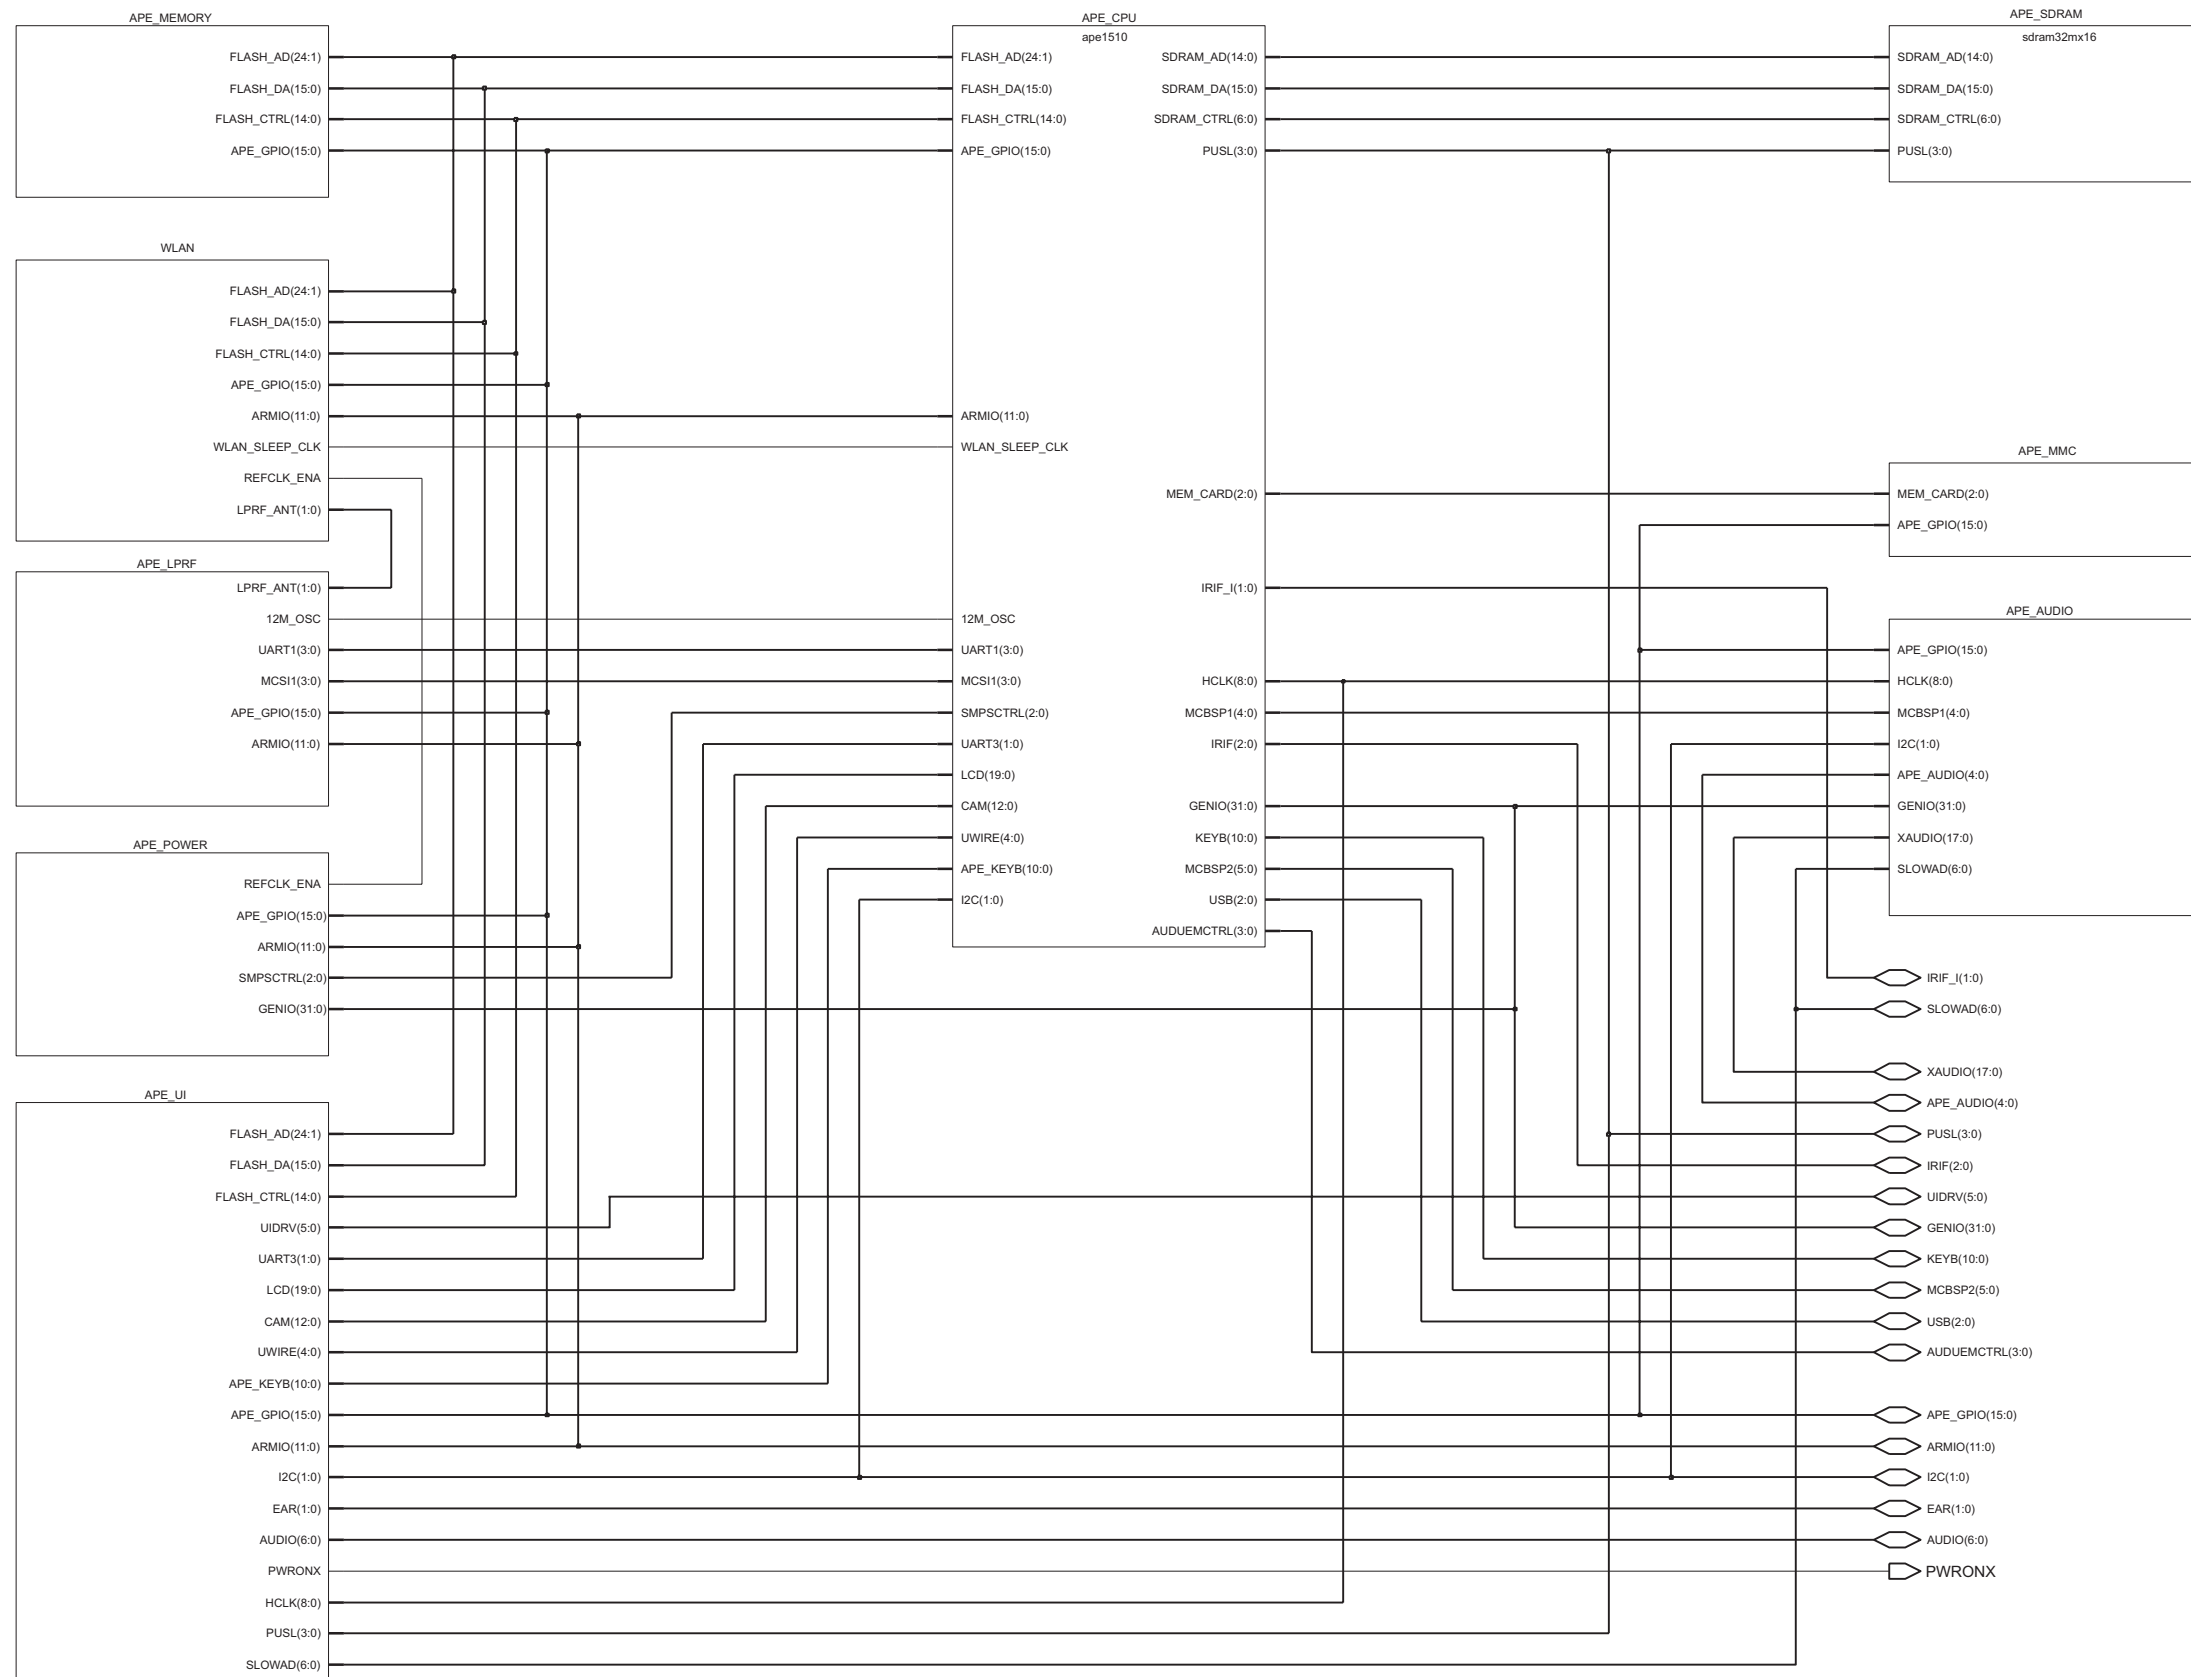 APE_MEMORY
FLASH_AD(24:1)
FLASH_DA(15:0)
FLASH_CTRL(14:0)
APE_GPIO(15:0)
WLAN
FLASH_AD(24:1)
FLASH_DA(15:0)
FLASH_CTRL(14:0)
APE_GPIO(15:0)
ARMIO(11:0)
WLAN_SLEEP_CLK
REFCLK_ENA
LPRF_ANT(1:0)
APE_LPRF
LPRF_ANT(1:0)
12M_OSC
UART1(3:0)
MCSI1(3:0)
APE_GPIO(15:0)
ARMIO(11:0)
APE_POWER
REFCLK_ENA
APE_GPIO(15:0)
ARMIO(11:0)
SMPSCTRL(2:0)
GENIO(31:0)
APE_UI
FLASH_AD(24:1)
FLASH_DA(15:0)
FLASH_CTRL(14:0)
UIDRV(5:0)
UART3(1:0)
LCD(19:0)
CAM(12:0)
UWIRE(4:0)
APE_KEYB(10:0)
APE_GPIO(15:0)
ARMIO(11:0)
I2C(1:0)
EAR(1:0)
AUDIO(6:0)
PWRONX
HCLK(8:0)
PUSL(3:0)
SLOWAD(6:0)
APE_CPU
ape1510
FLASH_AD(24:1)
FLASH_DA(15:0)
FLASH_CTRL(14:0)
APE_GPIO(15:0)
ARMIO(11:0)
WLAN_SLEEP_CLK
12M_OSC
UART1(3:0)
MCSI1(3:0)
SMPSCTRL(2:0)
UART3(1:0)
LCD(19:0)
CAM(12:0)
UWIRE(4:0)
APE_KEYB(10:0)
I2C(1:0)
SDRAM_AD(14:0)
SDRAM_DA(15:0)
SDRAM_CTRL(6:0)
PUSL(3:0)
MEM_CARD(2:0)
IRIF_I(1:0)
HCLK(8:0)
MCBSP1(4:0)
IRIF(2:0)
GENIO(31:0)
KEYB(10:0)
MCBSP2(5:0)
USB(2:0)
AUDUEMCTRL(3:0)
APE_SDRAM
sdram32mx16
SDRAM_AD(14:0)
SDRAM_DA(15:0)
SDRAM_CTRL(6:0)
PUSL(3:0)
APE_MMC
MEM_CARD(2:0)
APE_GPIO(15:0)
APE_AUDIO
APE_GPIO(15:0)
HCLK(8:0)
MCBSP1(4:0)
I2C(1:0)
APE_AUDIO(4:0)
GENIO(31:0)
XAUDIO(17:0)
SLOWAD(6:0)
IRIF_I(1:0)
SLOWAD(6:0)
XAUDIO(17:0)
APE_AUDIO(4:0)
PUSL(3:0)
IRIF(2:0)
UIDRV(5:0)
GENIO(31:0)
KEYB(10:0)
MCBSP2(5:0)
USB(2:0)
AUDUEMCTRL(3:0)
APE_GPIO(15:0)
ARMIO(11:0)
I2C(1:0)
EAR(1:0)
AUDIO(6:0)
PWRONX